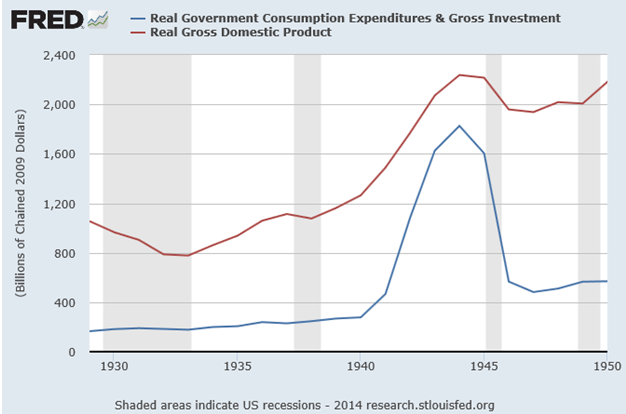 FRED
Real Government Consumption Expenditures & Gross Investment
Real Gross Domestic Product
(Billions of Chained 2009 Dollars)
2,400
2,000
1,600
1,200
800
400
0
1930 1935 1940 1945 1950
Shaded areas indicate US recessions - 2014 research.stlouisfed.org